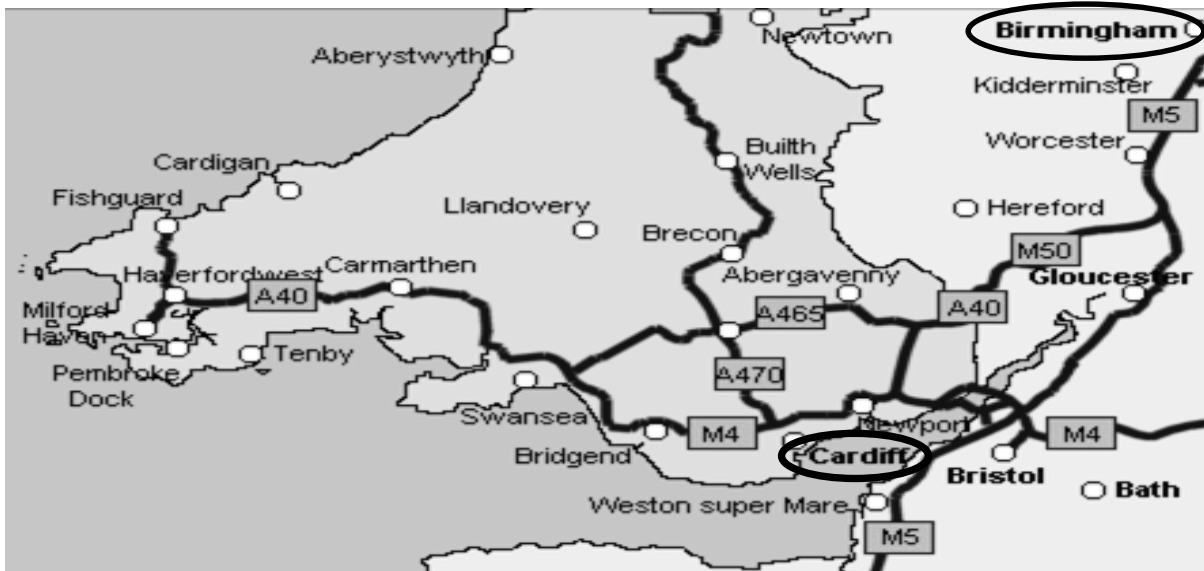 Birmingham
Newtown
Aberystwyth
Kidderminster
M5
Worcester
Builth
Wells
Cardigan
Fishguard
Llandovery
Hereford
Brecon
M50
Haverfordwest
Carmarthen
Abergavenny
Gloucester
A40
Milford
Haven
A465
A40
Tenby
Pembroke
Dock
A470
Swansea
M4
Newport
M4
Bridgend
Cardiff
Bristol
Bath
Weston super Mare
M5